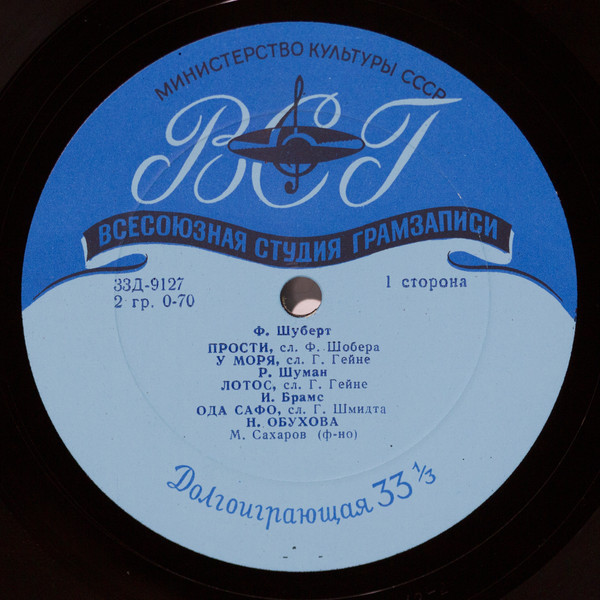 МИНИСТЕРСТВО КУЛЬТУРЫ СССР
ВСГ
ВСЕСОЮЗНАЯ СТУДИЯ ГРАМЗАПИСИ
33Д-9127
2 гр. 0-70
1 сторона
Ф. Шуберт
ПРОСТИ, сл. Ф. Шобера
У МОРЯ, сл. Г. Гейне
Р. Шуман
ЛОТОС, сл. Г. Гейне
И. Брамс
ОДА САФО, сл. Г. Шмидта
Н. ОБУХОВА
М. Сахаров (ф-но)
Долгоиграющая 33 1/3